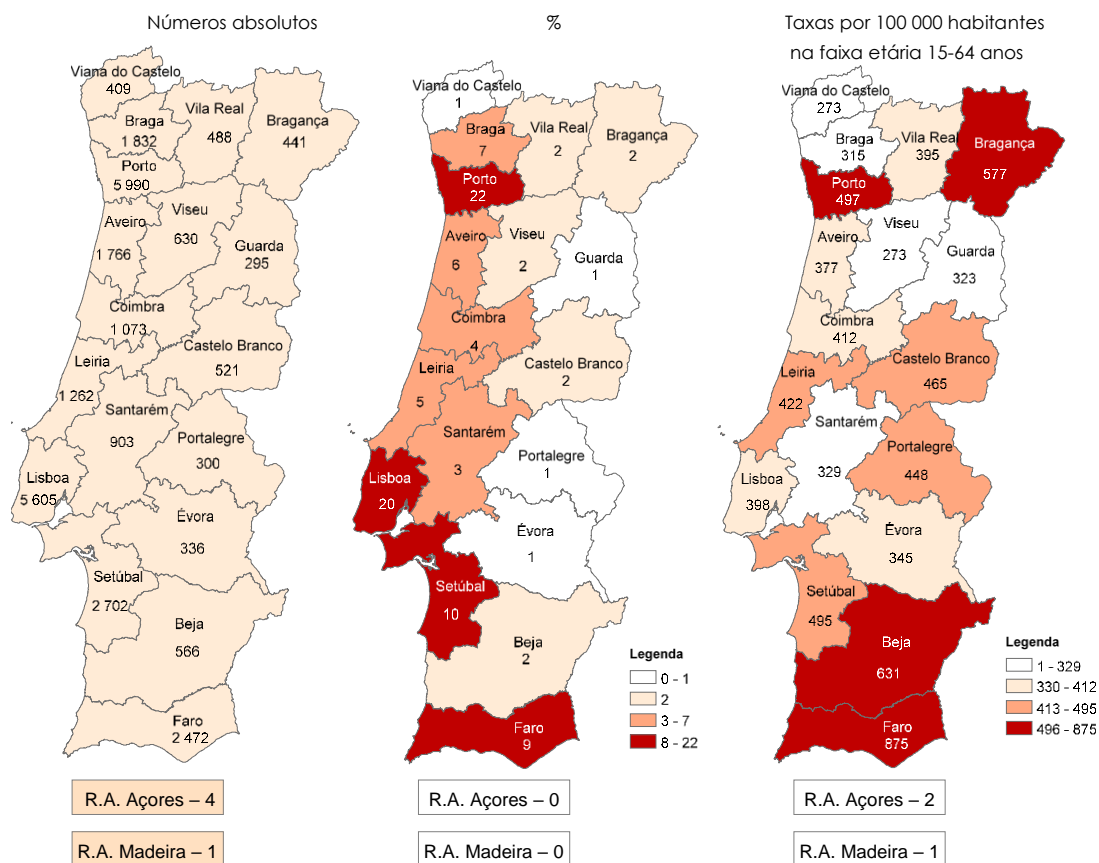 Números absolutos
Viana do Castelo
409
Braga
1 832
Vila Real
488
Bragança
441
Porto
5 990
Aveiro
1 766
Viseu
630
Guarda
295
Coimbra
1 073
Castelo Branco
521
Leiria
1 262
Santarém
903
Portalegre
300
Lisboa
5 605
Évora
336
Setúbal
2 702
Beja
566
Faro
2 472
R.A. Açores – 4
R.A. Madeira – 1
%
Viana do Castelo
1
Braga
7
Vila Real
2
Bragança
2
Porto
22
Aveiro
6
Viseu
2
Guarda
1
Coimbra
4
Castelo Branco
2
Leiria
5
Santarém
3
Portalegre
1
Lisboa
20
Évora
1
Setúbal
10
Beja
2
Faro
9
Legenda
0 - 1
2
3 - 7
8 - 22
R.A. Açores – 0
R.A. Madeira – 0
Taxas por 100 000 habitantes
na faixa etária 15-64 anos
Viana do Castelo
273
Braga
315
Vila Real
395
Bragança
577
Porto
497
Aveiro
377
Viseu
273
Guarda
323
Coimbra
412
Castelo Branco
465
Leiria
422
Santarém
329
Portalegre
448
Lisboa
398
Évora
345
Setúbal
495
Beja
631
Faro
875
Legenda
1 - 329
330 - 412
413 - 495
496 - 875
R.A. Açores – 2
R.A. Madeira – 1